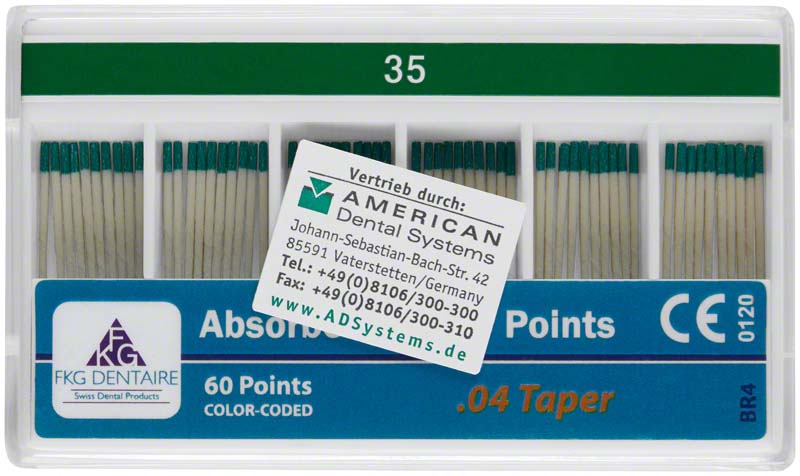 35
Vertrieb durch:
AMERICAN
Dental Systems
Johann-Sebastian-Bach-Str. 42
85591 Vaterstetten/Germany
Tel.: +49(0)8106/300-300
Fax: +49(0)8106/300-310
www.ADSystems.de
FKG
FKG DENTAIRE
Swiss Dental Products
Points
60 Points
COLOR-CODED
.04 Taper
CE
0120
BR4